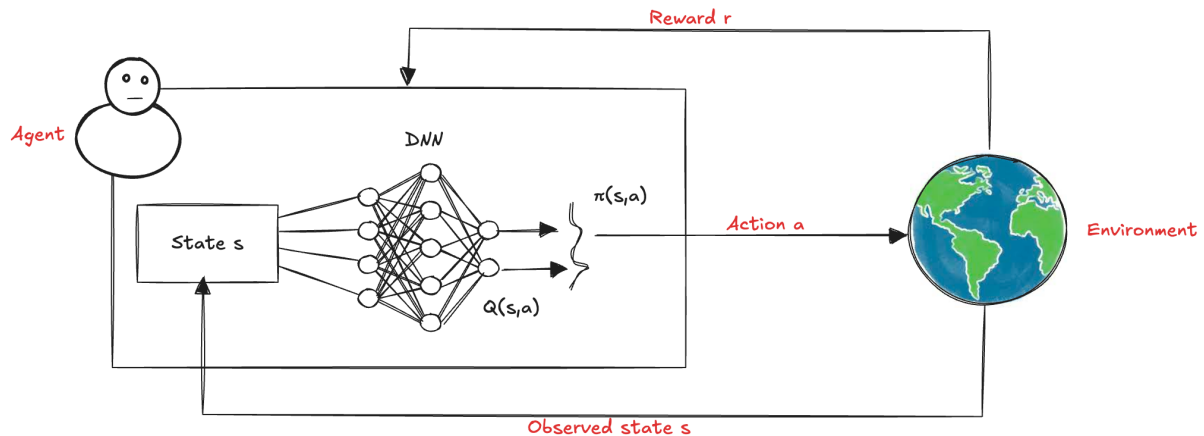 Reward r
Agent
DNN
π(s,a)
State s
Action a
Environment
Q(s,a)
Observed state s